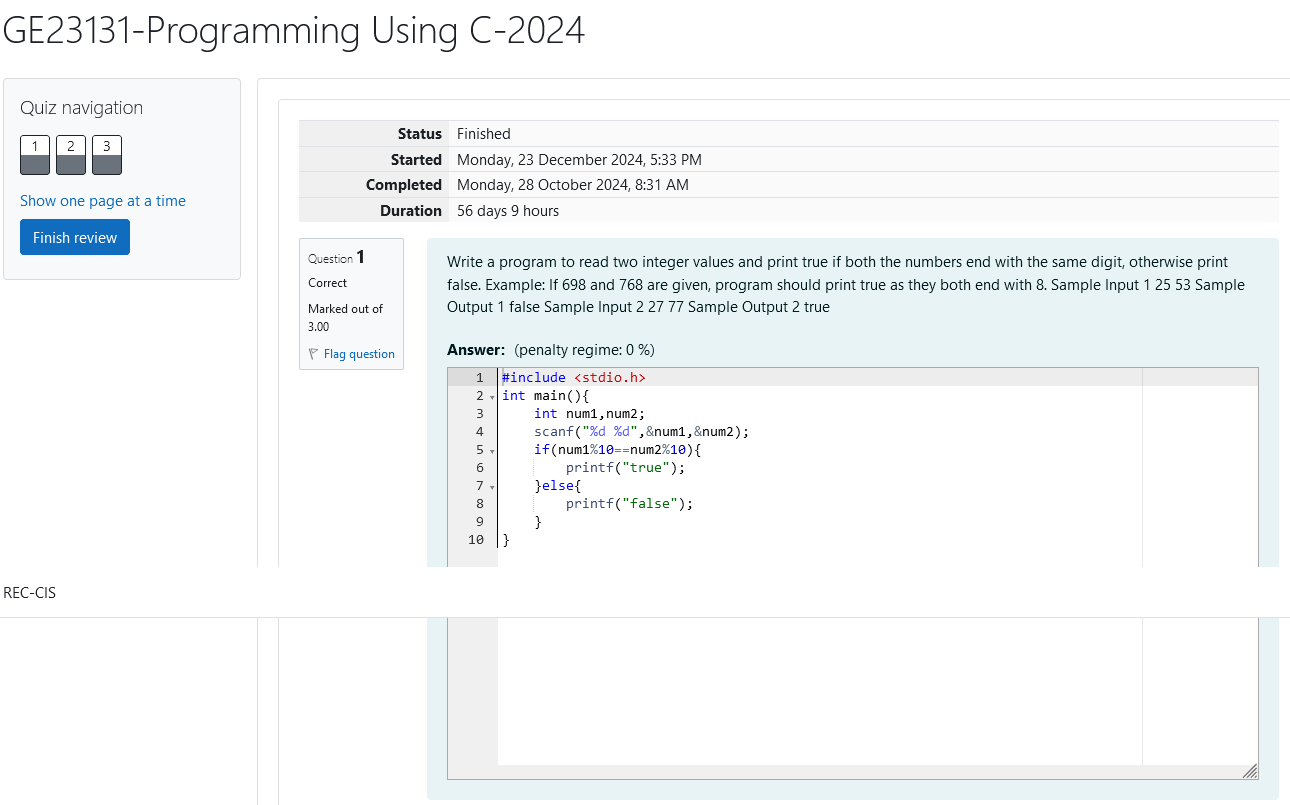 GE23131-Programming Using C-2024
Quiz navigation
1 2 3
Show one page at a time
Finish review
Status Finished
Started Monday, 23 December 2024, 5:33 PM
Completed Monday, 28 October 2024, 8:31 AM
Duration 56 days 9 hours
Question 1
Correct
Marked out of
3.00
Flag question
Write a program to read two integer values and print true if both the numbers end with the same digit, otherwise print
false. Example: If 698 and 768 are given, program should print true as they both end with 8. Sample Input 1 25 53 Sample
Output 1 false Sample Input 2 27 77 Sample Output 2 true
Answer: (penalty regime: 0 %)
1 #include <stdio.h>
2 int main(){
3     int num1,num2;
4     scanf("%d %d",&num1,&num2);
5     if(num1%10==num2%10){
6         printf("true");
7     }else{
8         printf("false");
9     }
10 }
REC-CIS